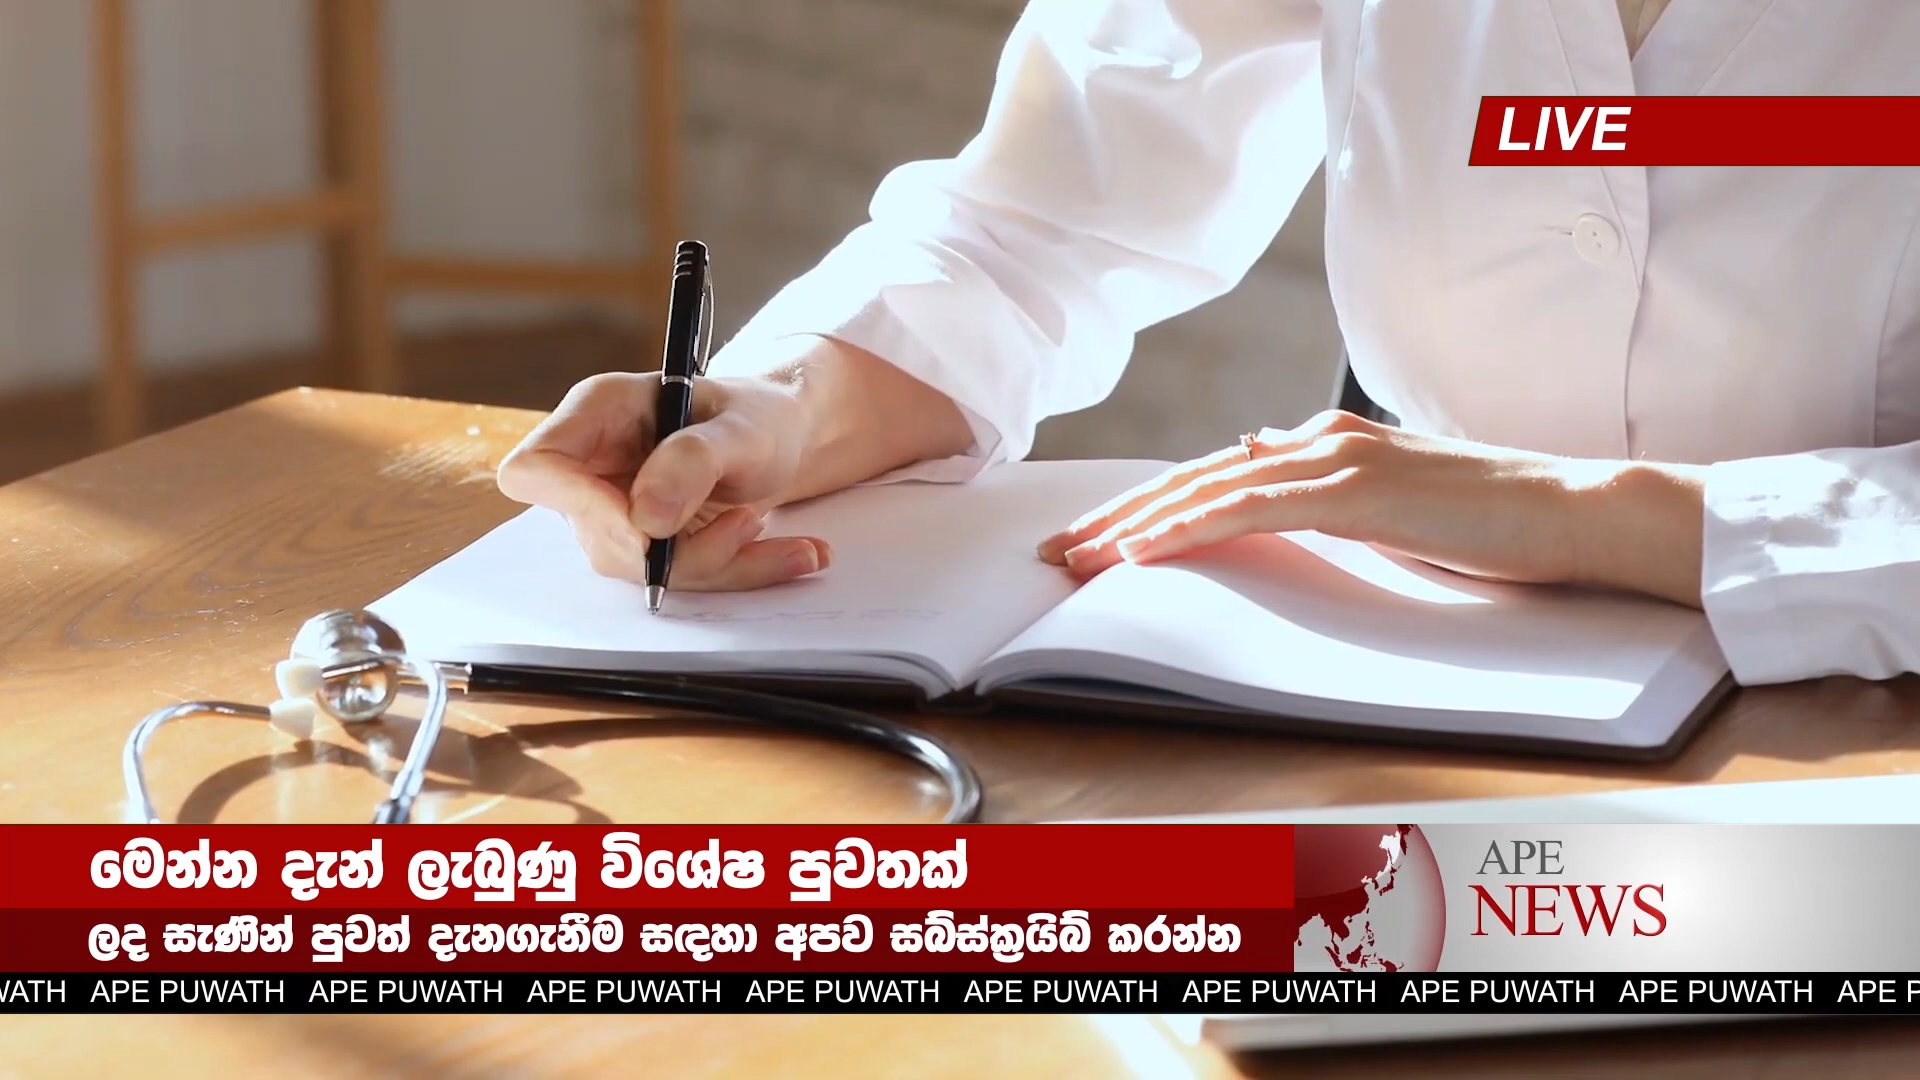 LIVE
මෙන්න දැන් ලැබුණු විශේෂ පුවතක්
ලද සැණින් පුවත් දැනගැනීම සඳහා අපව සබ්ස්ක්‍රයිබ් කරන්න
APE
NEWS
WATH APE PUWATH APE PUWATH APE PUWATH APE PUWATH APE PUWATH APE PUWATH APE PUWATH APE PUWATH APE P